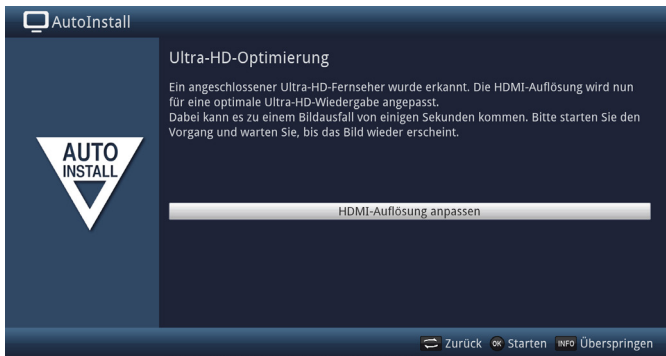 AutoInstall
Ultra-HD-Optimierung
Ein angeschlossener Ultra-HD-Fernseher wurde erkannt. Die HDMI-Auflösung wird nun
für eine optimale Ultra-HD-Wiedergabe angepasst.
Dabei kann es zu einem Bildausfall von einigen Sekunden kommen. Bitte starten Sie den
Vorgang und warten Sie, bis das Bild wieder erscheint.
AUTO
INSTALL
HDMI-Auflösung anpassen
Zurück OK Starten INFO Überspringen